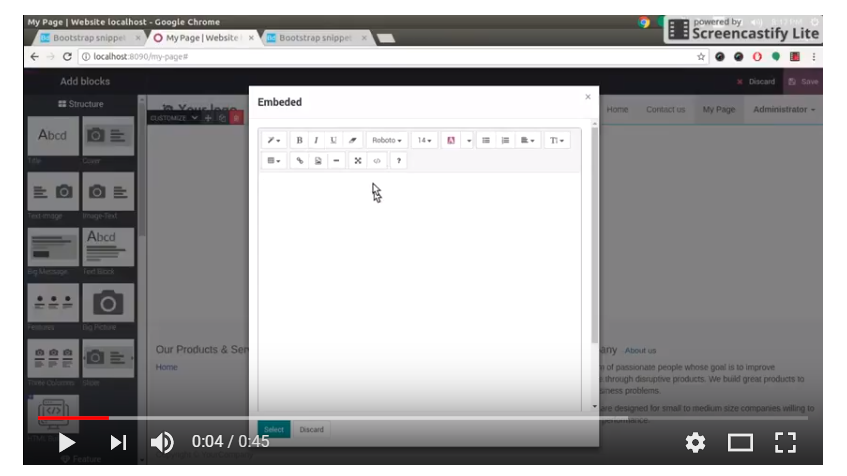 My Page | Website localhost - Google Chrome
powered by
Screencastify Lite
Bootstrap snippet × My Page | Website × Bootstrap snippet ×
localhost:8090/my-page#
Add blocks
Discard Save
Structure
Your logo
Home Contact us My Page Administrator
CUSTOMIZE
Embeded ×
B I U Roboto 14 A T!
</> ?
Abcd
Title Cover
Text-Image Image-Text
Abcd
Big Message Text Block
Features Big Picture
Three Columns Slide
</>
Feature
Our Products & Ser
Home
any About us
of passionate people whose goal is to improve
through disruptive products. We build great products to
siness problems.
are designed for small to medium size companies willing to
performance.
Select Discard
0:04 / 0:45